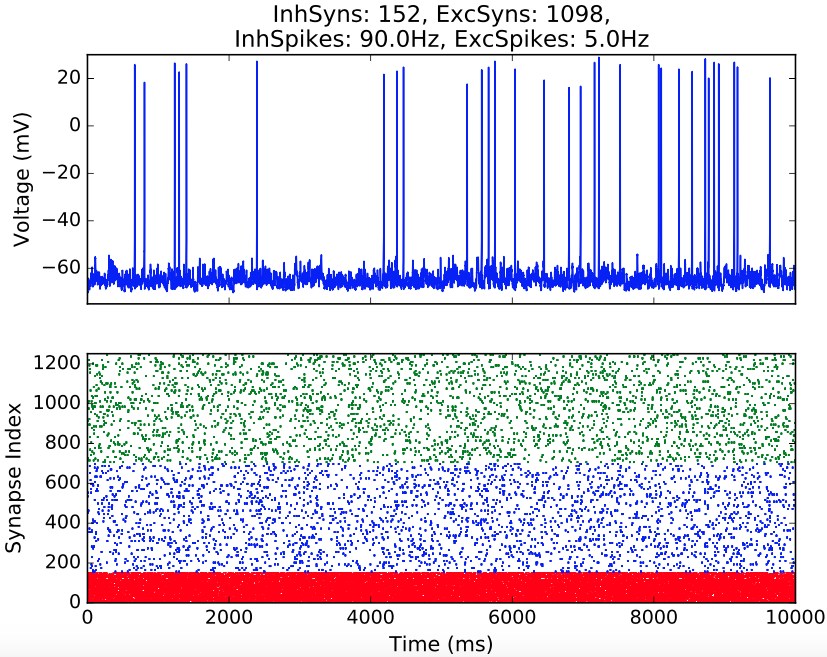 InhSyns: 152, ExcSyns: 1098,
InhSpikes: 90.0Hz, ExcSpikes: 5.0Hz
20
0
−20
−40
−60
Voltage (mV)
1200
1000
800
600
400
200
0
Synapse Index
0 2000 4000 6000 8000 10000
Time (ms)